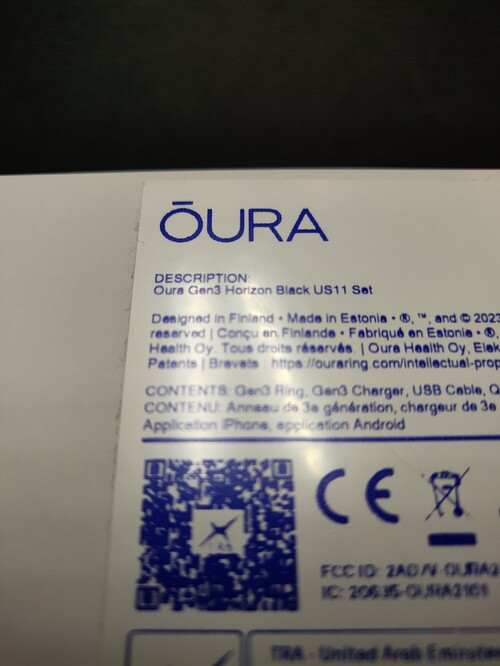 ŌURA
DESCRIPTION:
Oura Gen3 Horizon Black US11 Set
Designed in Finland • Made in Estonia • ®, ™, and © 2023
reserved | Conçu en Finlande • Fabriqué en Estonie • ®,
Health Oy. Tous droits réservés. | Oura Health Oy, Elek
Patents | Brevets https://ouraring.com/intellectual-prop
CONTENTS: Gen3 Ring, Gen3 Charger, USB Cable, Q
CONTENU: Anneau de 3e génération, chargeur de 3e
Application iPhone, application Android
CE
FCC ID:
IC:
TRA - United Arab